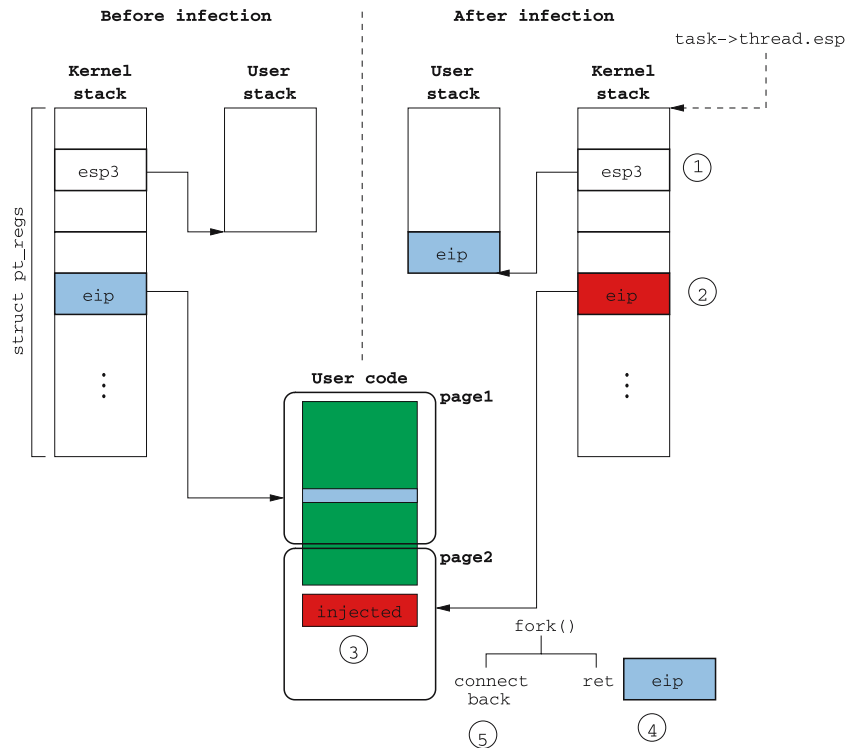 Before infection
After infection
task->thread.esp
Kernel
stack
User
stack
User
stack
Kernel
stack
esp3
esp3
1
struct pt_regs
eip
eip
eip
2
⋮
⋮
User code
page1
page2
injected
3
fork()
connect
back
ret
eip
5
4